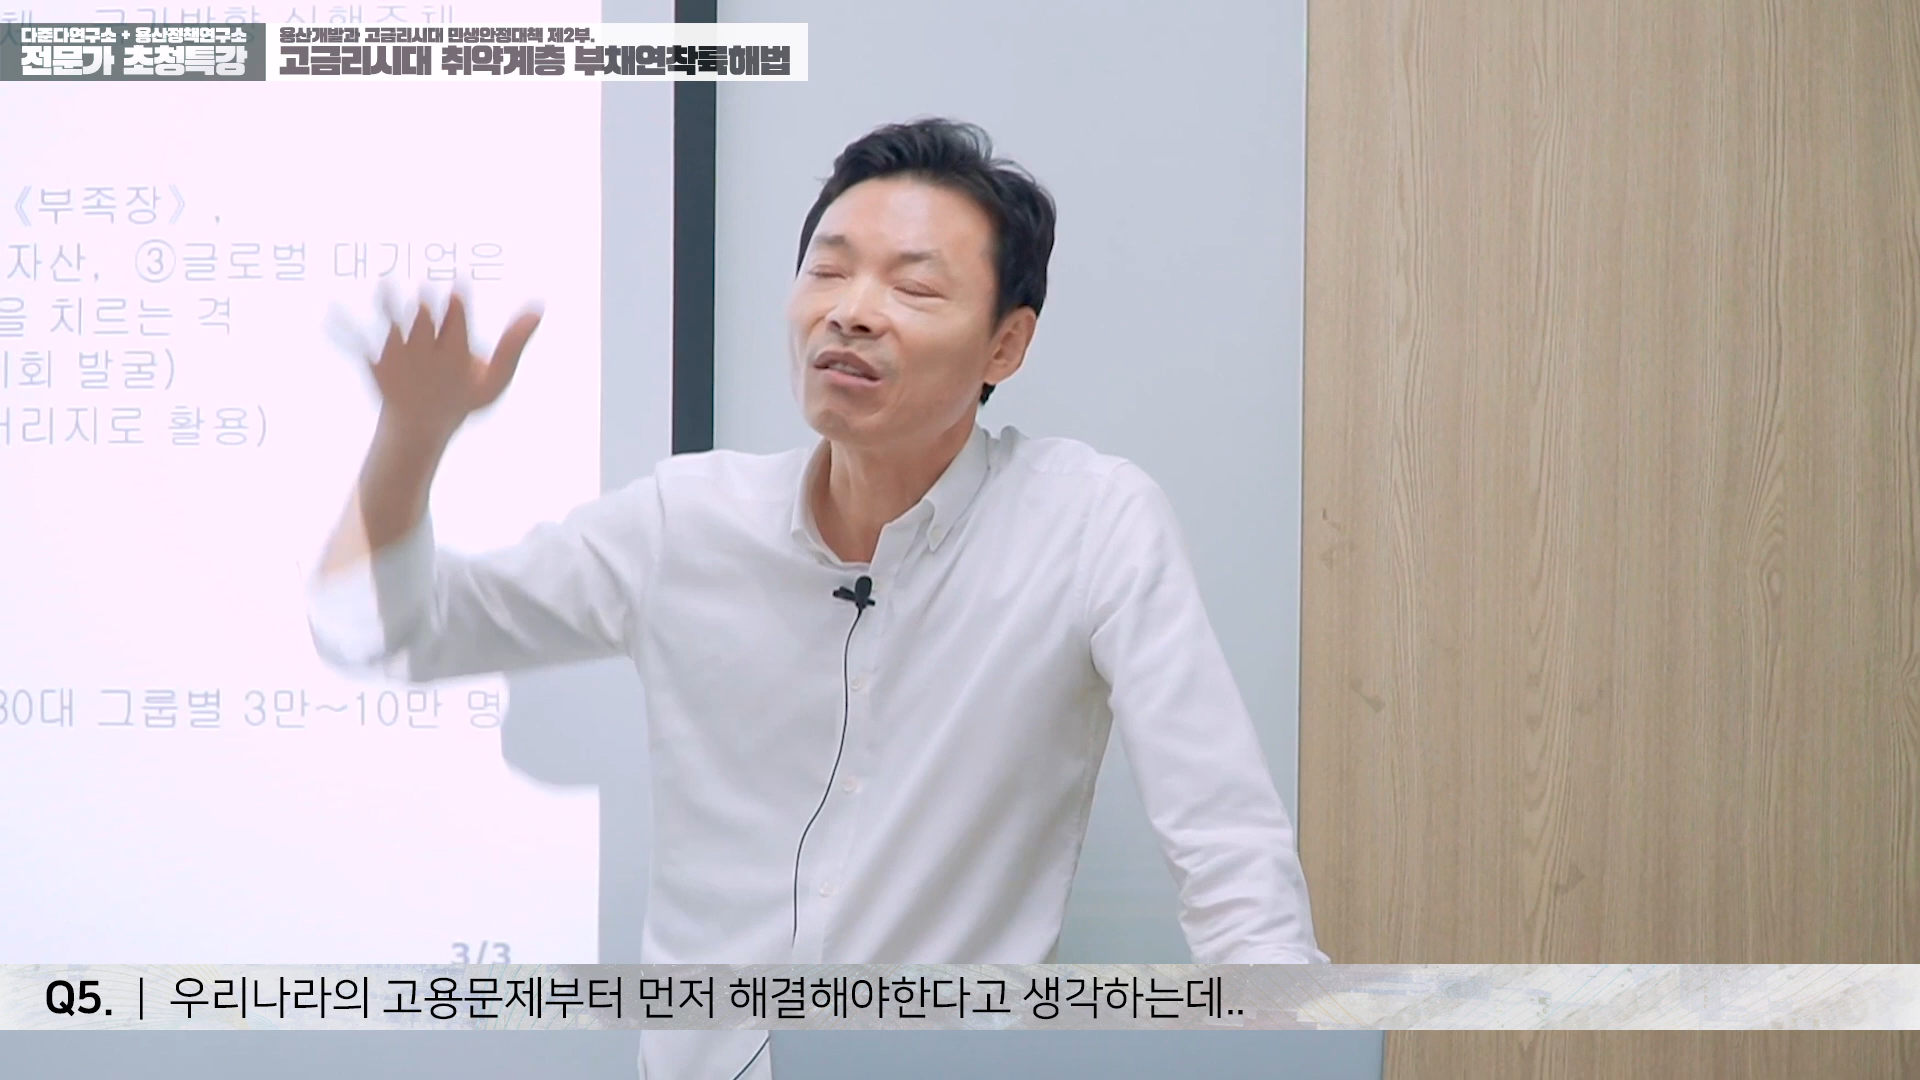 다준다연구소 + 용산정책연구소
전문가 초청특강
용산개발과 고금리시대 민생안정대책 제2부.
고금리시대 취약계층 부채연착륙해법
《부족장》,
자산, ③글로벌 대기업은
을 치르는 격
회 발굴)
리지로 활용)
30대 그룹별 3만~10만 명
3/3
Q5. | 우리나라의 고용문제부터 먼저 해결해야한다고 생각하는데..